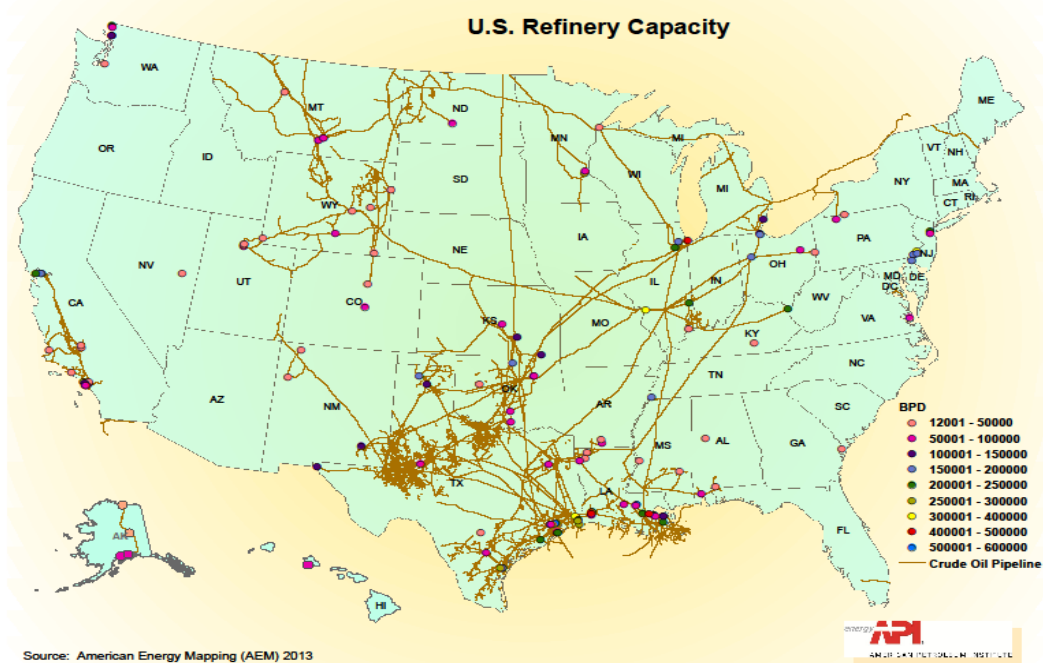 U.S. Refinery Capacity
WA
MT
ND
MN
MI
ME
VT
NH
OR
ID
WI
MI
NY
MA
CT
RI
SD
WY
IA
PA
NE
NJ
OH
IL
IN
NV
UT
MD
DE
DC
WV
CA
CO
KS
MO
KY
VA
NC
TN
OK
AZ
NM
AR
SC
MS
AL
GA
TX
LA
FL
AK
HI
BPD
12001 - 50000
50001 - 100000
100001 - 150000
150001 - 200000
200001 - 250000
250001 - 300000
300001 - 400000
400001 - 500000
500001 - 600000
Crude Oil Pipeline
energy API
AMERICAN PETROLEUM INSTITUTE
Source: American Energy Mapping (AEM) 2013